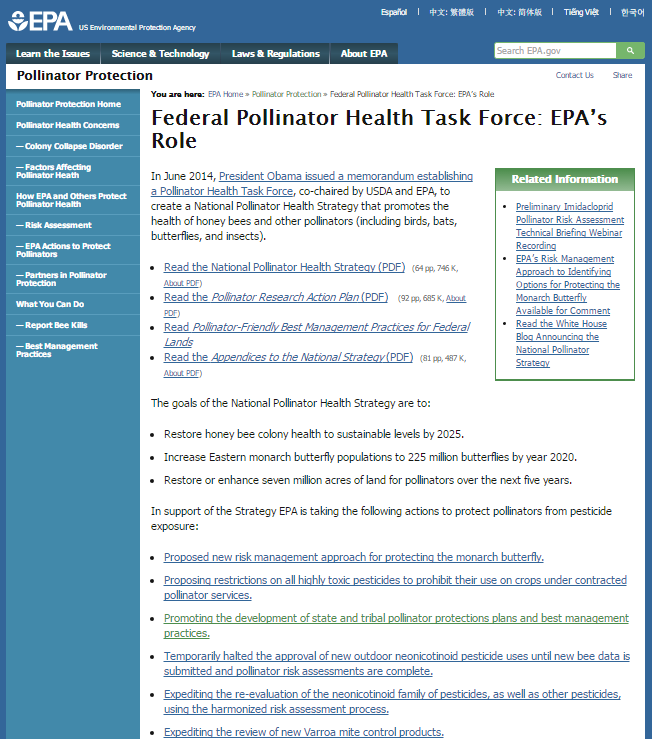 Español | 中文: 繁體版 | 中文: 简体版 | Tiếng Việt | 한국어
EPA US Environmental Protection Agency
Learn the Issues Science & Technology Laws & Regulations About EPA
Search EPA.gov
Pollinator Protection
Contact Us Share
Pollinator Protection Home
Pollinator Health Concerns
— Colony Collapse Disorder
— Factors Affecting
Pollinator Heath
How EPA and Others Protect
Pollinator Health
— Risk Assessment
— EPA Actions to Protect
Pollinators
— Partners in Pollinator
Protection
What You Can Do
— Report Bee Kills
— Best Management
Practices
You are here: EPA Home » Pollinator Protection » Federal Pollinator Health Task Force: EPA's Role
Federal Pollinator Health Task Force: EPA's
Role
In June 2014, President Obama issued a memorandum establishing
a Pollinator Health Task Force, co-chaired by USDA and EPA, to
create a National Pollinator Health Strategy that promotes the
health of honey bees and other pollinators (including birds, bats,
butterflies, and insects).
• Read the National Pollinator Health Strategy (PDF) (64 pp, 746 K,
About PDF)
• Read the Pollinator Research Action Plan (PDF) (92 pp, 685 K, About
PDF)
• Read Pollinator-Friendly Best Management Practices for Federal
Lands
• Read the Appendices to the National Strategy (PDF) (81 pp, 487 K,
About PDF)
Related Information
• Preliminary Imidacloprid
Pollinator Risk Assessment
Technical Briefing Webinar
Recording
• EPA's Risk Management
Approach to Identifying
Options for Protecting the
Monarch Butterfly
Available for Comment
• Read the White House
Blog Announcing the
National Pollinator
Strategy
The goals of the National Pollinator Health Strategy are to:
• Restore honey bee colony health to sustainable levels by 2025.
• Increase Eastern monarch butterfly populations to 225 million butterflies by year 2020.
• Restore or enhance seven million acres of land for pollinators over the next five years.
In support of the Strategy EPA is taking the following actions to protect pollinators from pesticide
exposure:
• Proposed new risk management approach for protecting the monarch butterfly.
• Proposing restrictions on all highly toxic pesticides to prohibit their use on crops under contracted
pollinator services.
• Promoting the development of state and tribal pollinator protections plans and best management
practices.
• Temporarily halted the approval of new outdoor neonicotinoid pesticide uses until new bee data is
submitted and pollinator risk assessments are complete.
• Expediting the re-evaluation of the neonicotinoid family of pesticides, as well as other pesticides,
using the harmonized risk assessment process.
• Expediting the review of new Varroa mite control products.